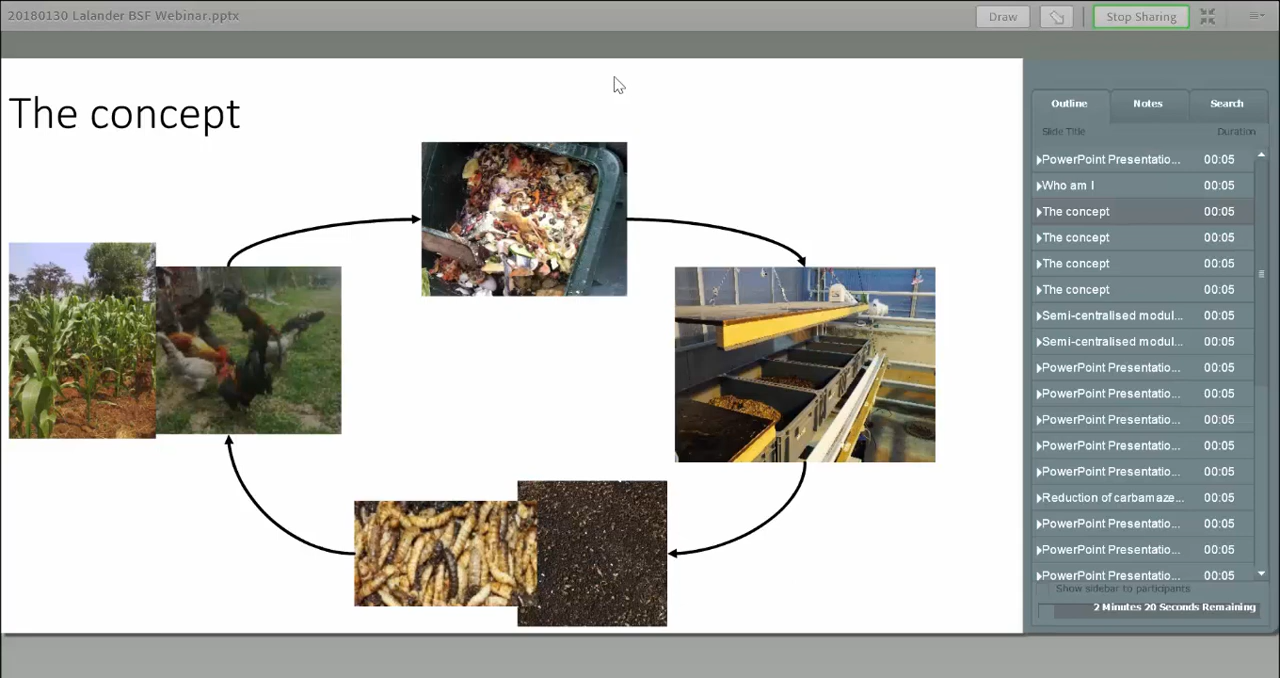 20180130 Lalander BSF Webinar.pptx
Draw
Stop Sharing
The concept
Outline
Notes
Search
Slide Title
Duration
PowerPoint Presentatio... 00:05
Who am I 00:05
The concept 00:05
The concept 00:05
The concept 00:05
The concept 00:05
Semi-centralised modul... 00:05
Semi-centralised modul... 00:05
PowerPoint Presentatio... 00:05
PowerPoint Presentatio... 00:05
PowerPoint Presentatio... 00:05
PowerPoint Presentatio... 00:05
PowerPoint Presentatio... 00:05
Reduction of carbamaze... 00:05
PowerPoint Presentatio... 00:05
PowerPoint Presentatio... 00:05
PowerPoint Presentatio... 00:05
Show sidebar to participants
2 Minutes 20 Seconds Remaining